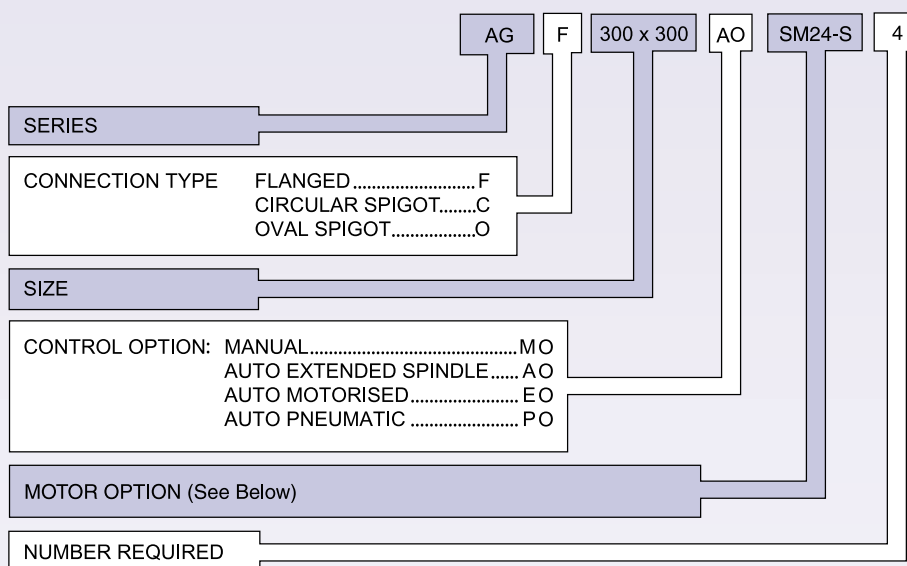 AG F 300 x 300 AO SM24-S 4
SERIES
CONNECTION TYPE FLANGED............................F
CIRCULAR SPIGOT........C
OVAL SPIGOT..................O
SIZE
CONTROL OPTION: MANUAL..............................................MO
AUTO EXTENDED SPINDLE...... AO
AUTO MOTORISED........................ EO
AUTO PNEUMATIC ........................ PO
MOTOR OPTION (See Below)
NUMBER REQUIRED